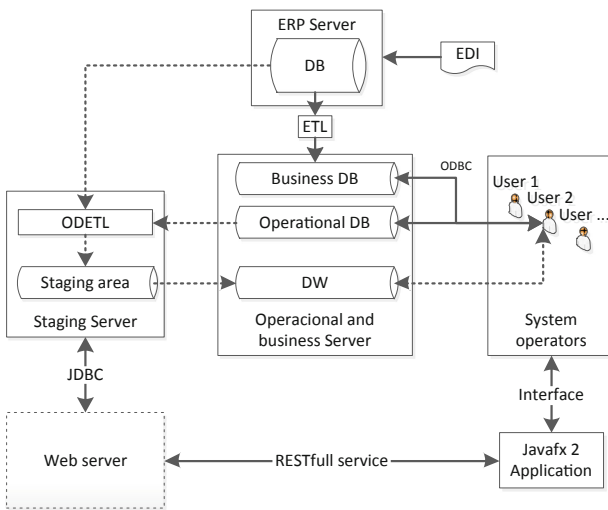 ERP Server
DB
EDI
ETL
Business DB
ODBC
User 1
User 2
User ...
ODETL
Operational DB
Staging area
DW
Staging Server
Operacional and
business Server
System
operators
JDBC
Interface
Web server
RESTfull service
Javafx 2
Application